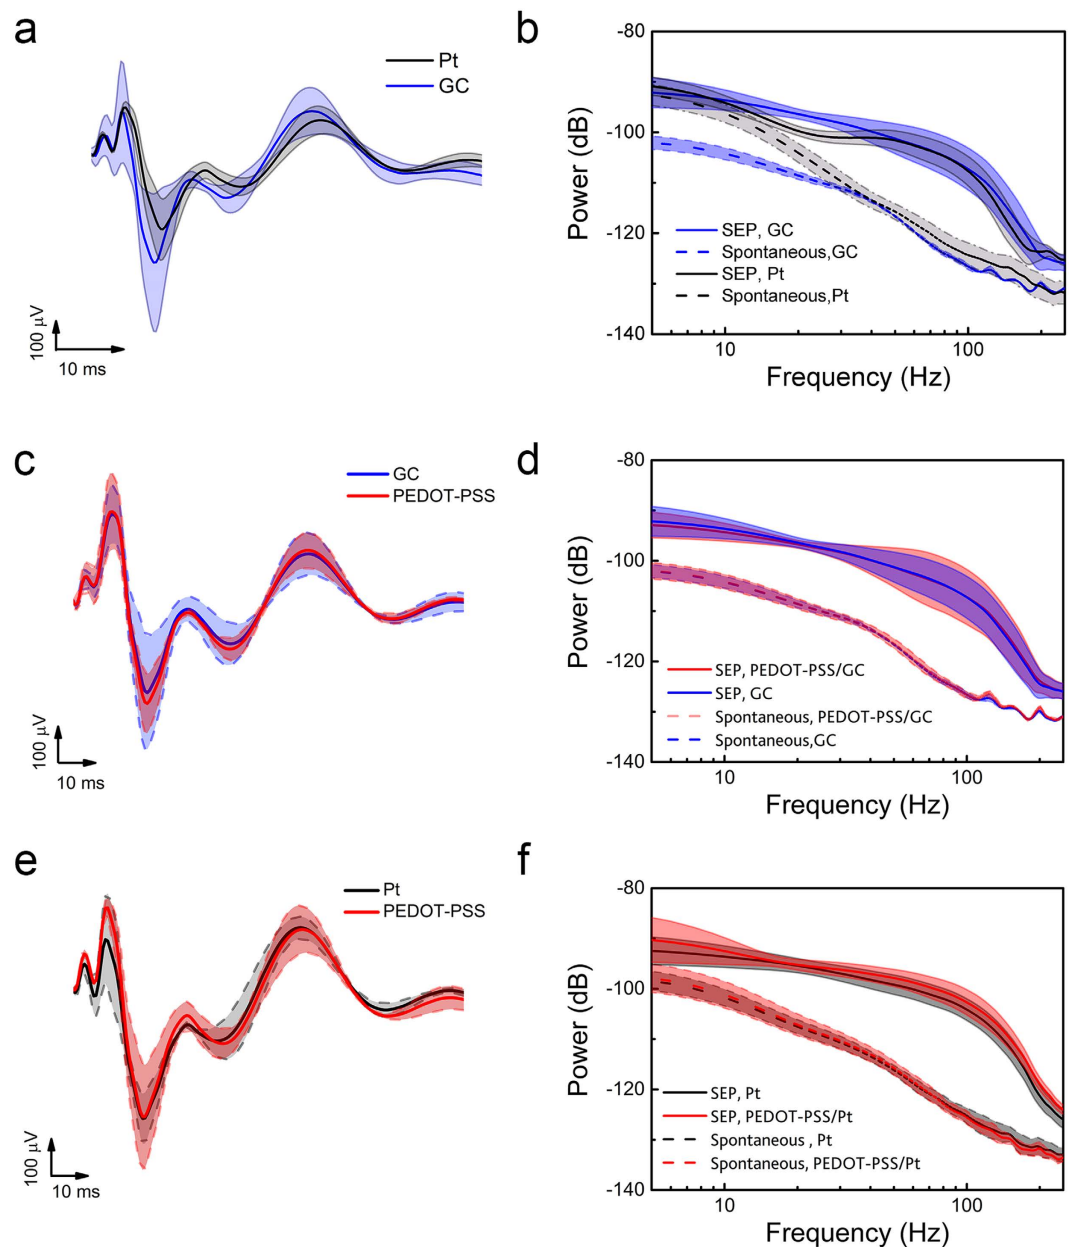 a
Pt
GC
100 μV
10 ms
b
-80
-100
-120
-140
Power (dB)
SEP, GC
Spontaneous,GC
SEP, Pt
Spontaneous,Pt
10
100
Frequency (Hz)
c
GC
PEDOT-PSS
100 μV
10 ms
d
-80
-100
-120
-140
Power (dB)
SEP, PEDOT-PSS/GC
SEP, GC
Spontaneous, PEDOT-PSS/GC
Spontaneous,GC
10
100
Frequency (Hz)
e
Pt
PEDOT-PSS
100 μV
10 ms
f
-80
-100
-120
-140
Power (dB)
SEP, Pt
SEP, PEDOT-PSS/Pt
Spontaneous , Pt
Spontaneous, PEDOT-PSS/Pt
10
100
Frequency (Hz)